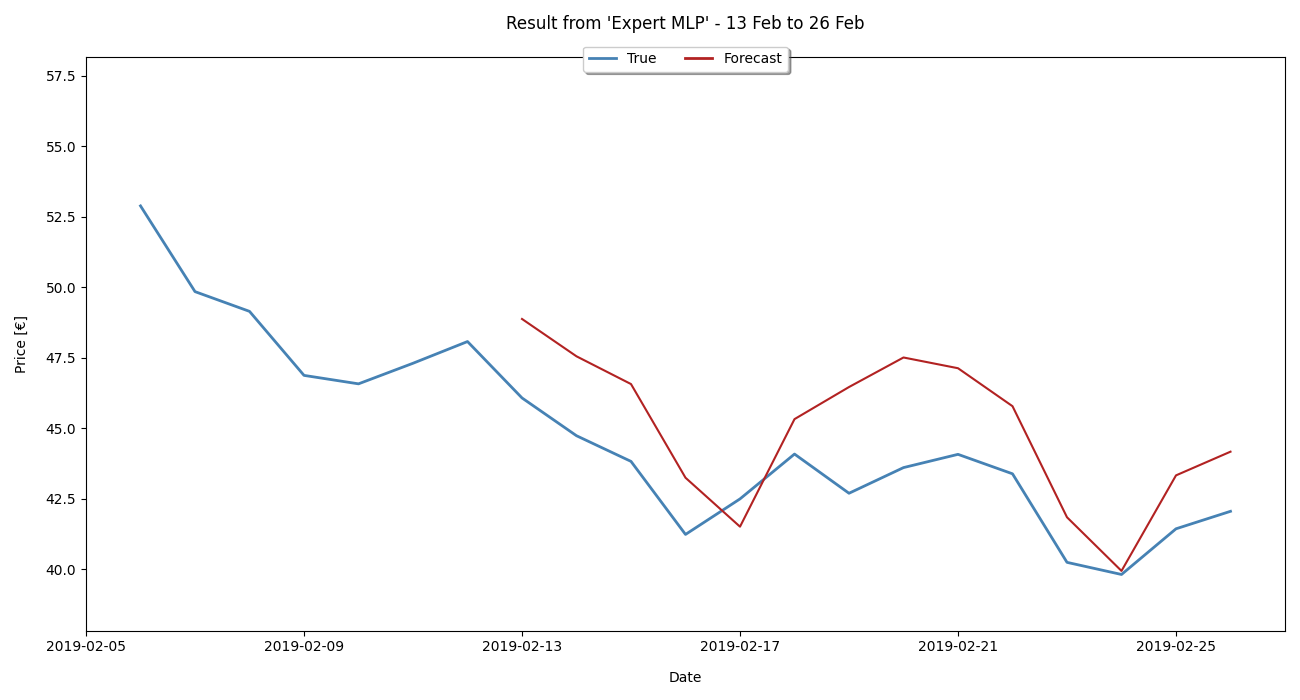 Result from 'Expert MLP' - 13 Feb to 26 Feb
True Forecast
57.5
55.0
52.5
50.0
47.5
45.0
42.5
40.0
Price [€]
2019-02-05 2019-02-09 2019-02-13 2019-02-17 2019-02-21 2019-02-25
Date